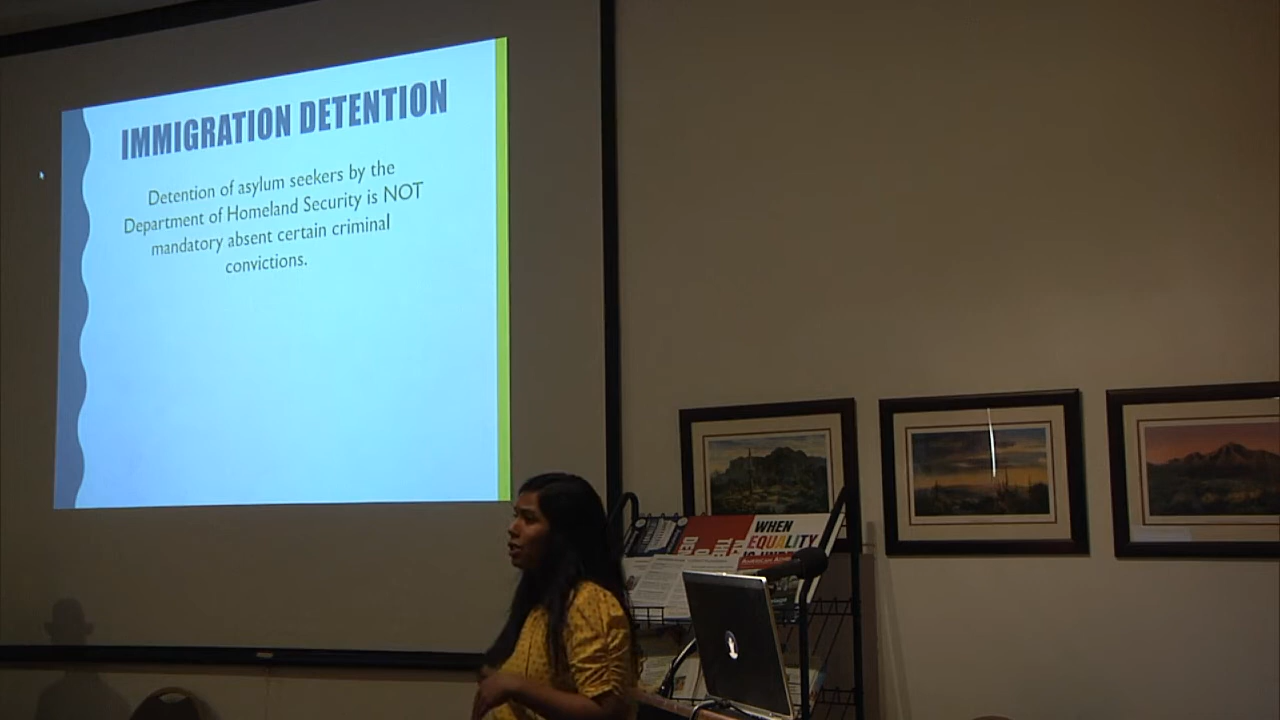 IMMIGRATION DETENTION
Detention of asylum seekers by the
Department of Homeland Security is NOT
mandatory absent certain criminal
convictions.
WHEN
EQUALITY